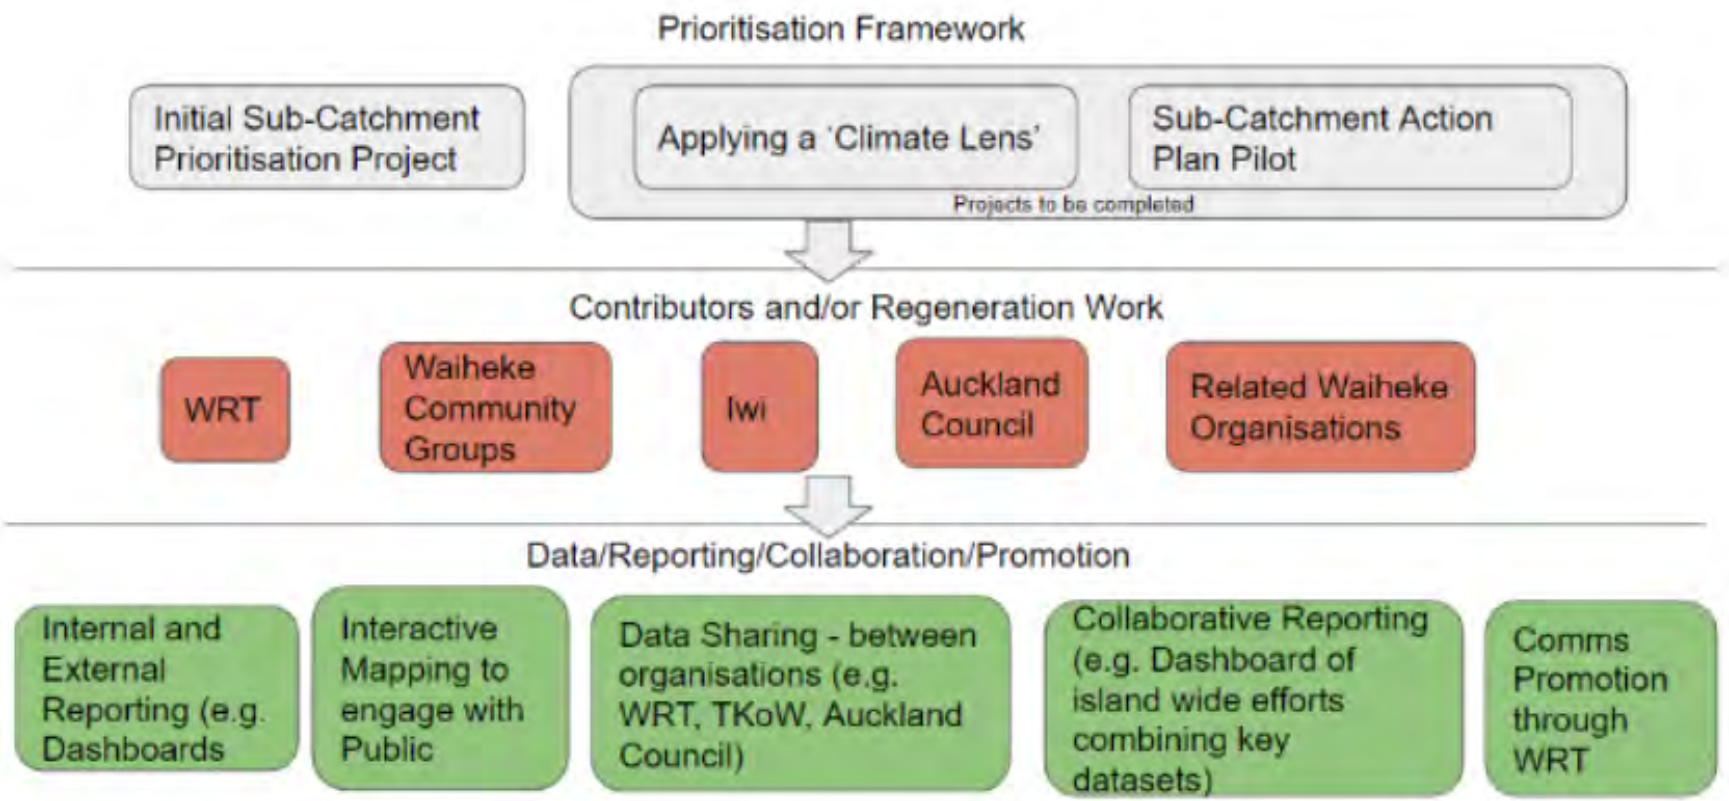 Prioritisation Framework
Initial Sub-Catchment
Prioritisation Project
Applying a 'Climate Lens'
Sub-Catchment Action
Plan Pilot
Projects to be completed
Contributors and/or Regeneration Work
WRT
Waiheke
Community
Groups
Iwi
Auckland
Council
Related Waiheke
Organisations
Data/Reporting/Collaboration/Promotion
Internal and
External
Reporting (e.g.
Dashboards
Interactive
Mapping to
engage with
Public
Data Sharing - between
organisations (e.g.
WRT, TKoW, Auckland
Council)
Collaborative Reporting
(e.g. Dashboard of
island wide efforts
combining key
datasets)
Comms
Promotion
through
WRT